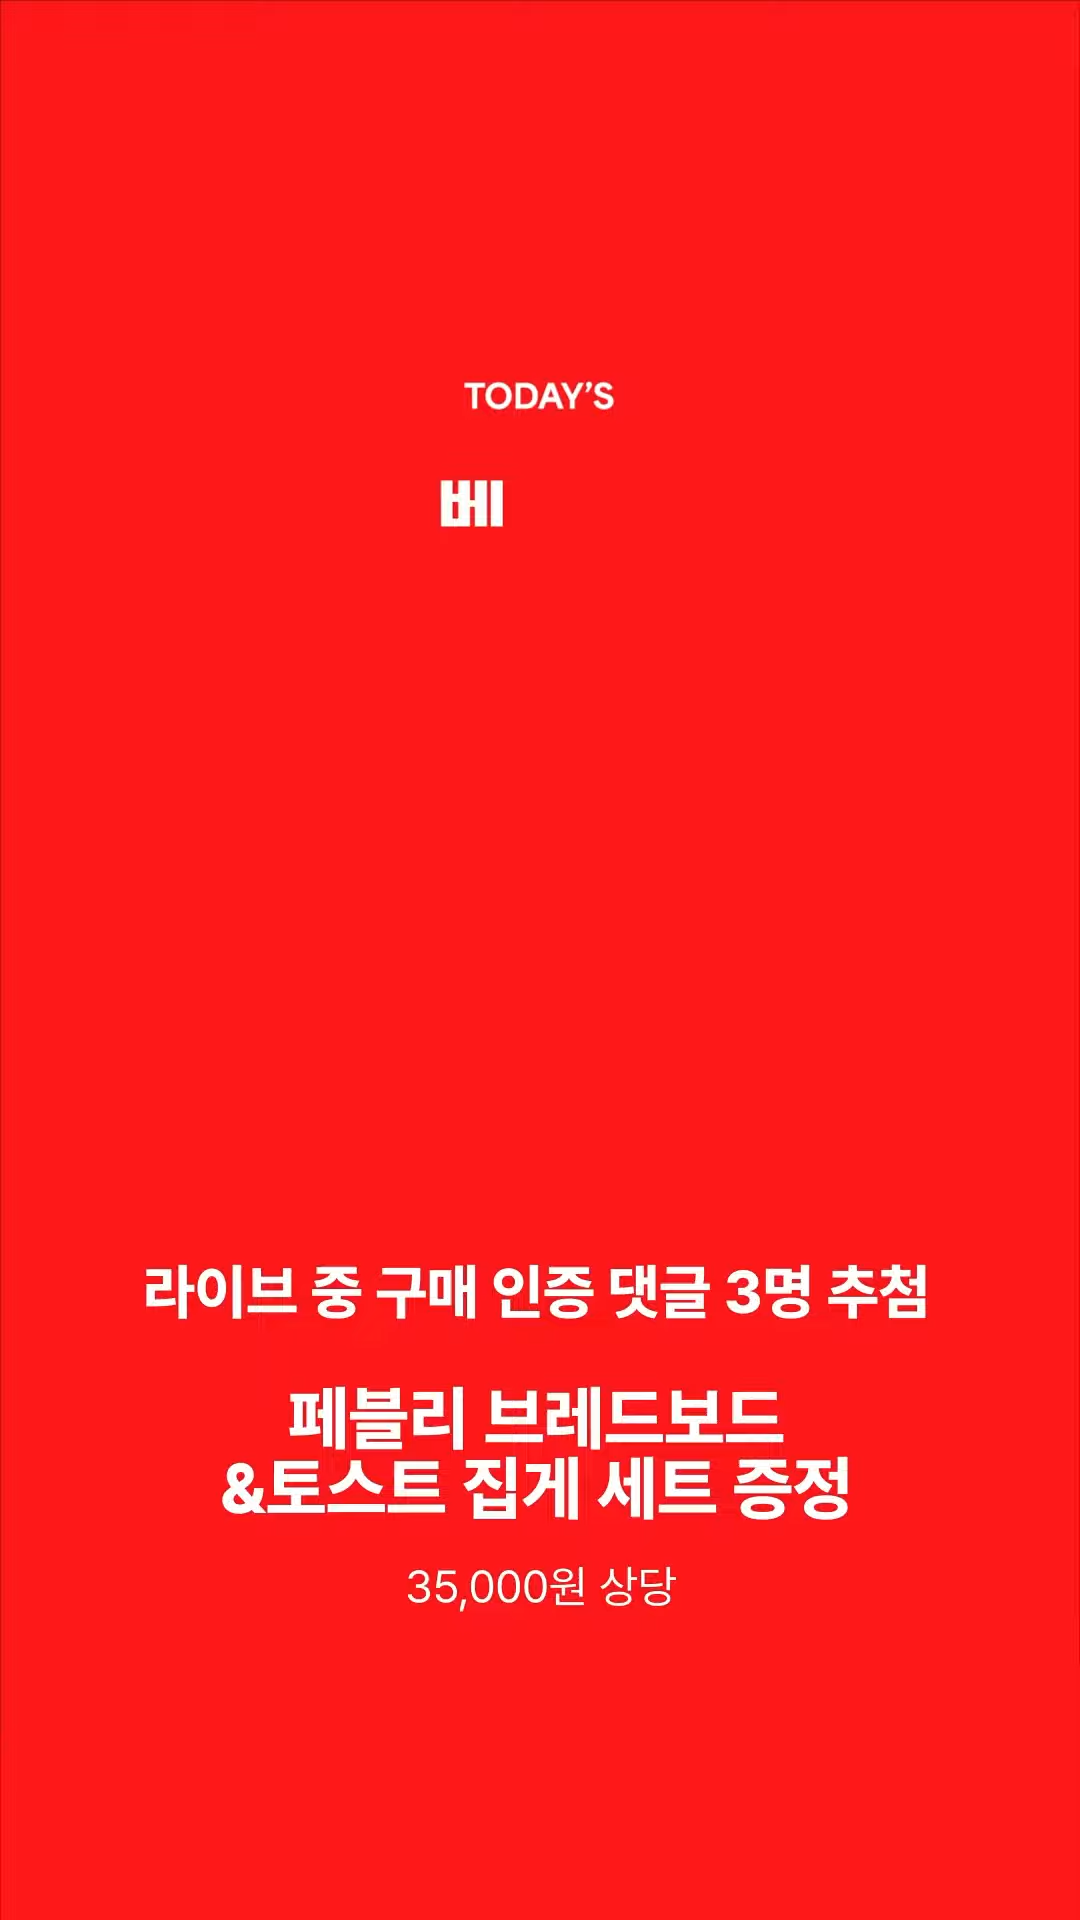 TODAY'S
베
라이브 중 구매 인증 댓글 3명 추첨
페블리 브레드보드
&토스트 집게 세트 증정
35,000원 상당